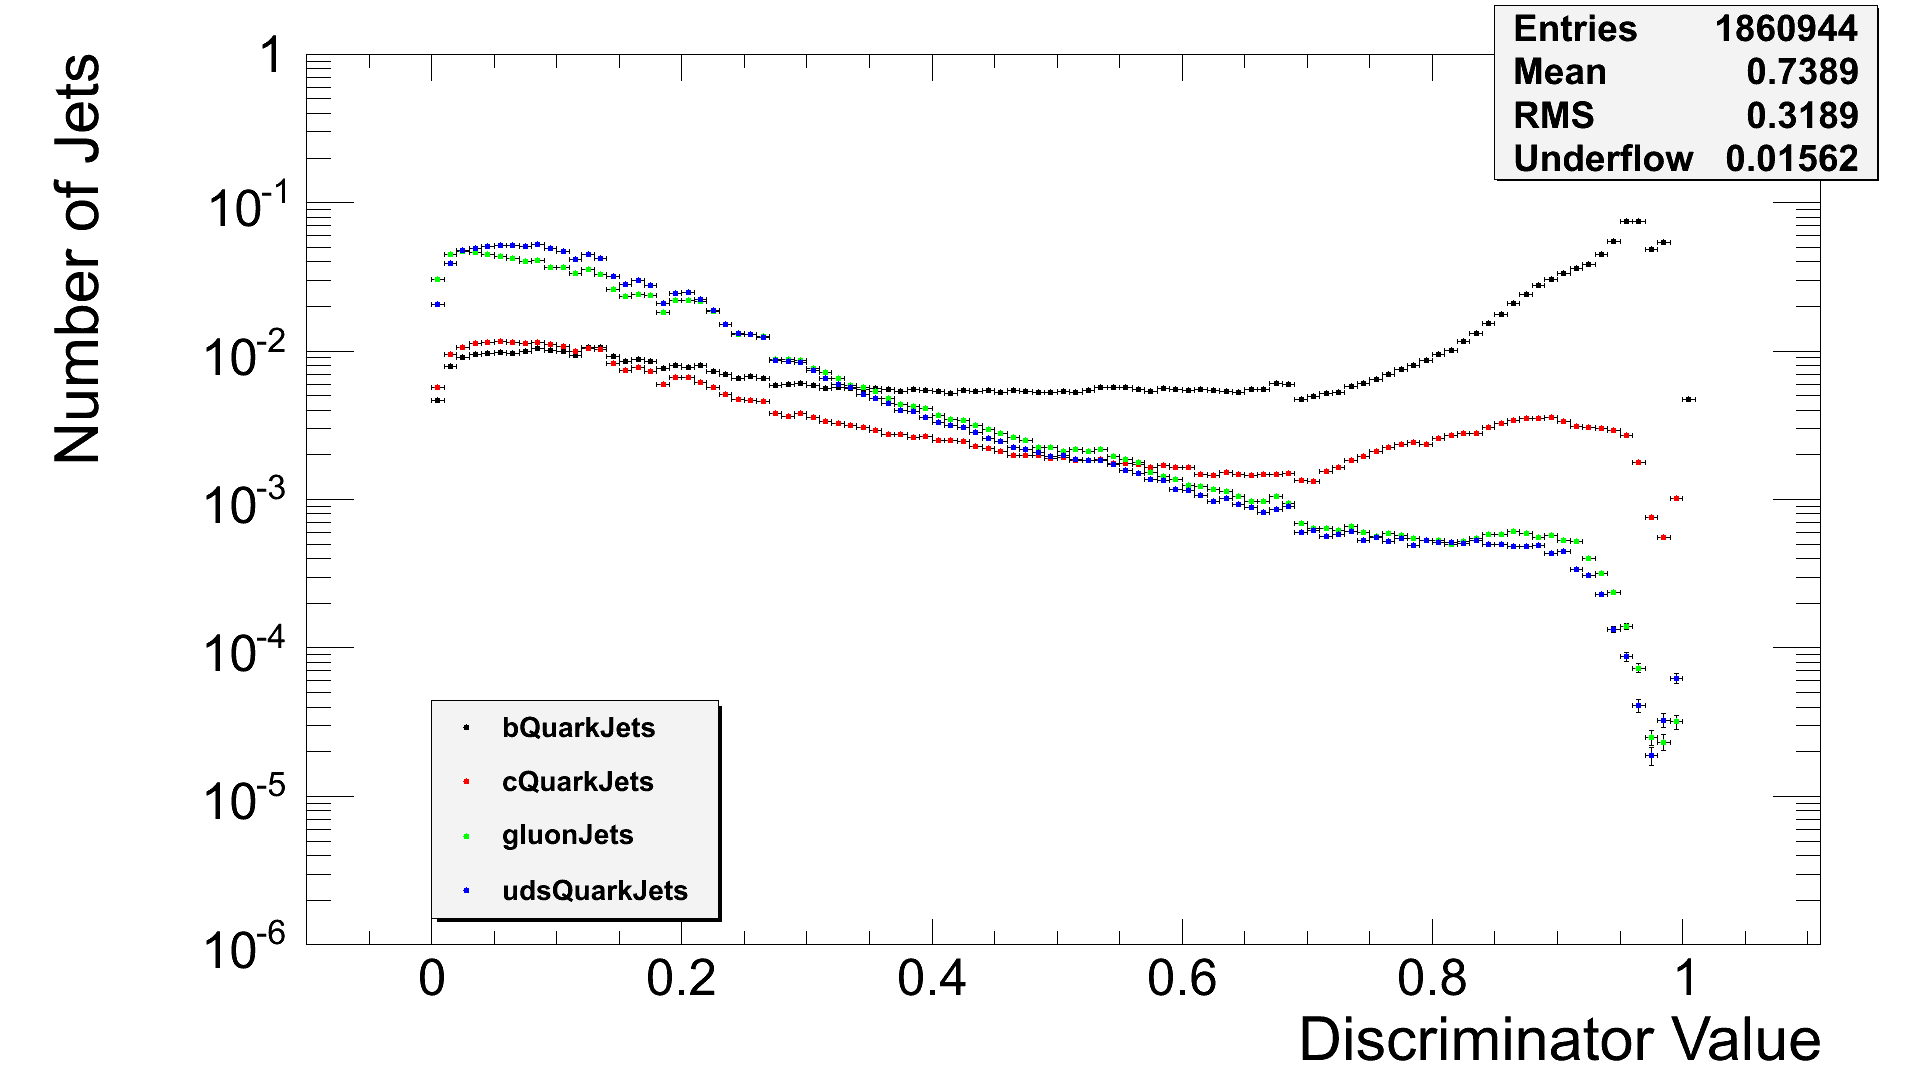 Entries 1860944
Mean 0.7389
RMS 0.3189
Underflow 0.01562
Number of Jets
1
10^-1
10^-2
10^-3
10^-4
10^-5
10^-6
bQuarkJets
cQuarkJets
gluonJets
udsQuarkJets
0 0.2 0.4 0.6 0.8 1
Discriminator Value